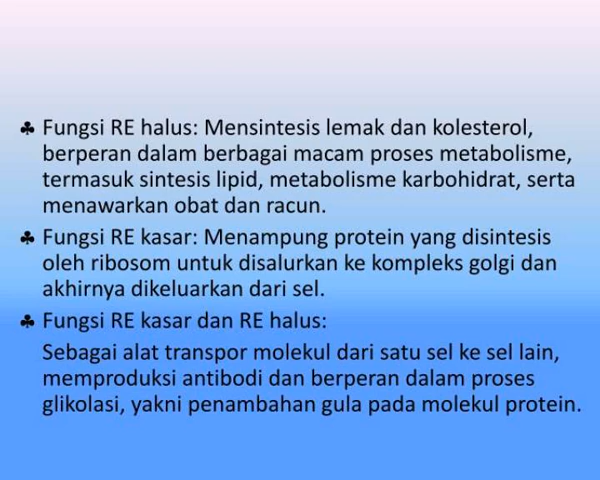 ♣ Fungsi RE halus: Mensintesis lemak dan kolesterol,
berperan dalam berbagai macam proses metabolisme,
termasuk sintesis lipid, metabolisme karbohidrat, serta
menawarkan obat dan racun.
♣ Fungsi RE kasar: Menampung protein yang disintesis
oleh ribosom untuk disalurkan ke kompleks golgi dan
akhirnya dikeluarkan dari sel.
♣ Fungsi RE kasar dan RE halus:
Sebagai alat transpor molekul dari satu sel ke sel lain,
memproduksi antibodi dan berperan dalam proses
glikolasi, yakni penambahan gula pada molekul protein.